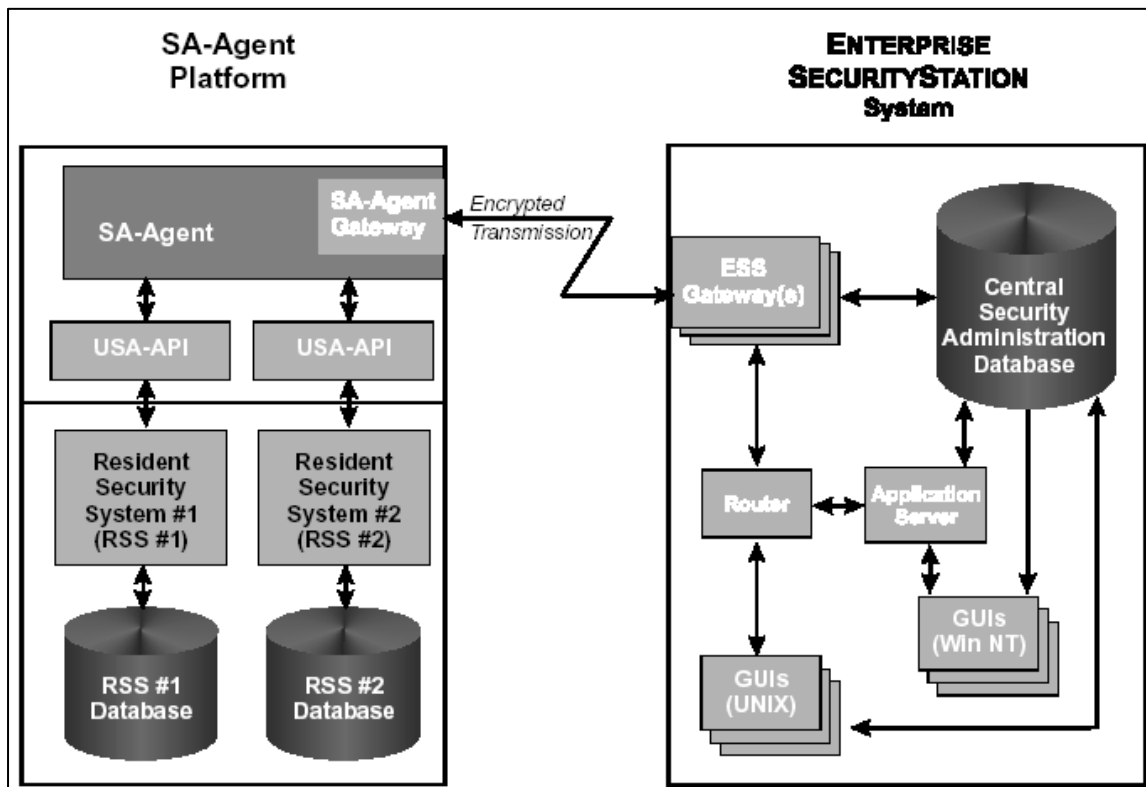 SA-Agent
Platform
ENTERPRISE
SECURITYSTATION
System
SA-Agent
SA-Agent
Gateway
Encrypted
Transmission
USA-API
USA-API
Resident
Security
System #1
(RSS #1)
Resident
Security
System #2
(RSS #2)
RSS #1
Database
RSS #2
Database
ESS
Gateway(s)
Central
Security
Administration
Database
Router
Application
Server
GUIs
(Win NT)
GUIs
(UNIX)